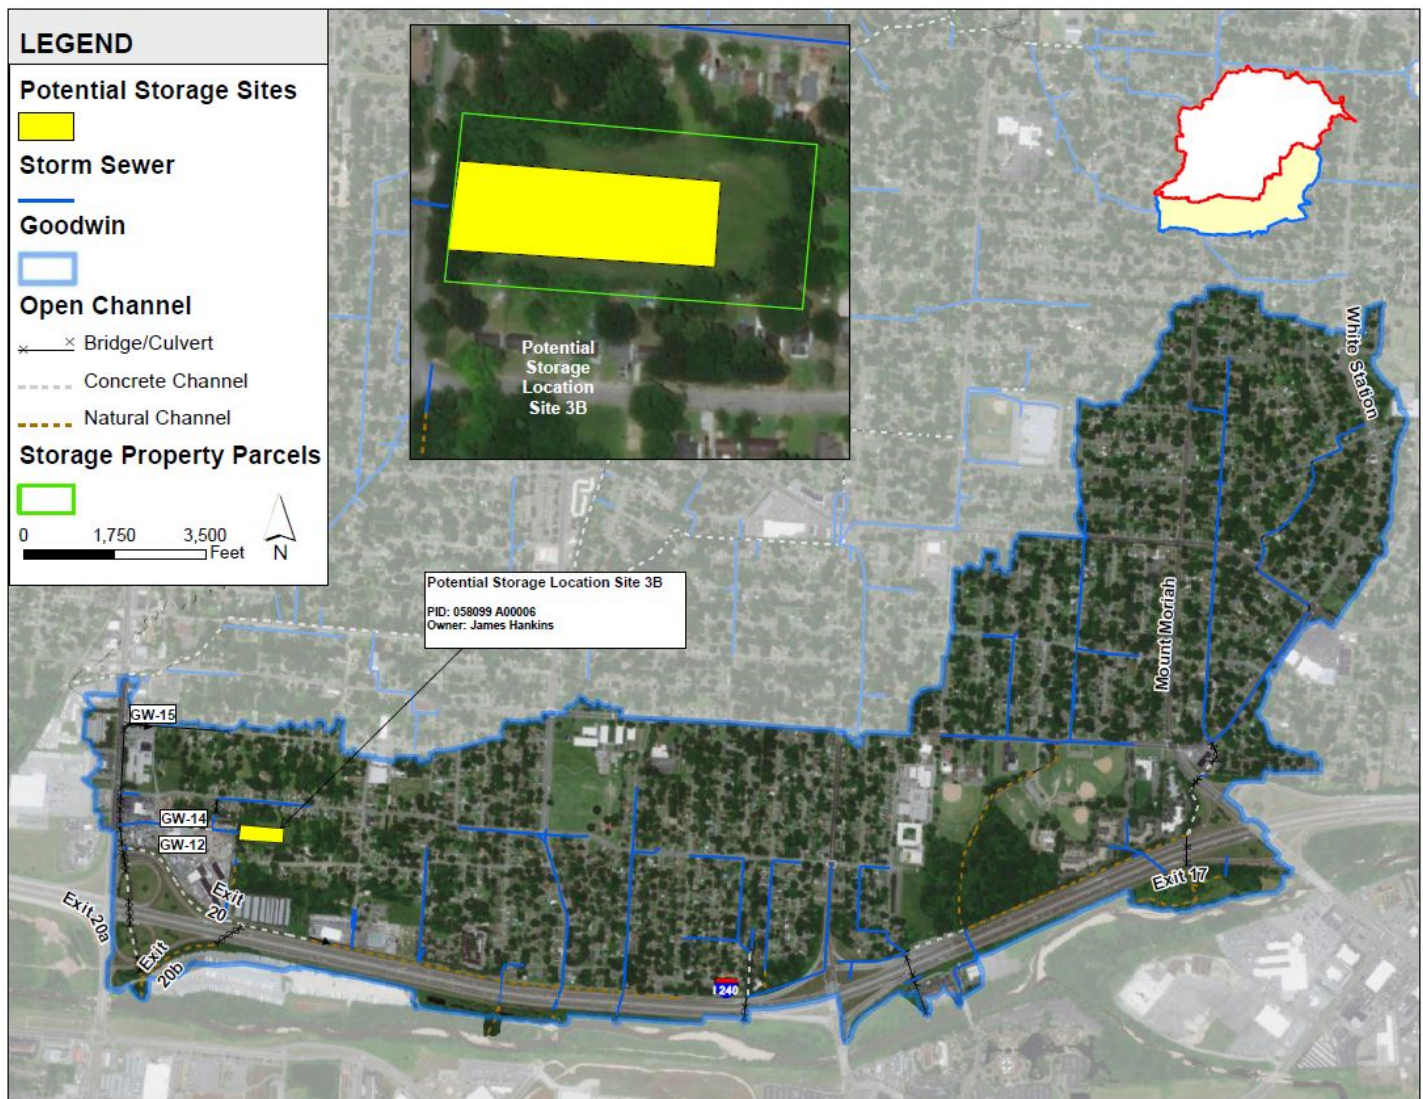 LEGEND
Potential Storage Sites
Storm Sewer
Goodwin
Open Channel
Bridge/Culvert
Concrete Channel
Natural Channel
Storage Property Parcels
0 1,750 3,500
Feet
N
Potential
Storage
Location
Site 3B
White Station
Mount Moriah
Potential Storage Location Site 3B
PID: 058099 A00006
Owner: James Hankins
GW-15
GW-14
GW-12
Exit
20
Exit 20a
Exit
20b
I 240
Exit 17